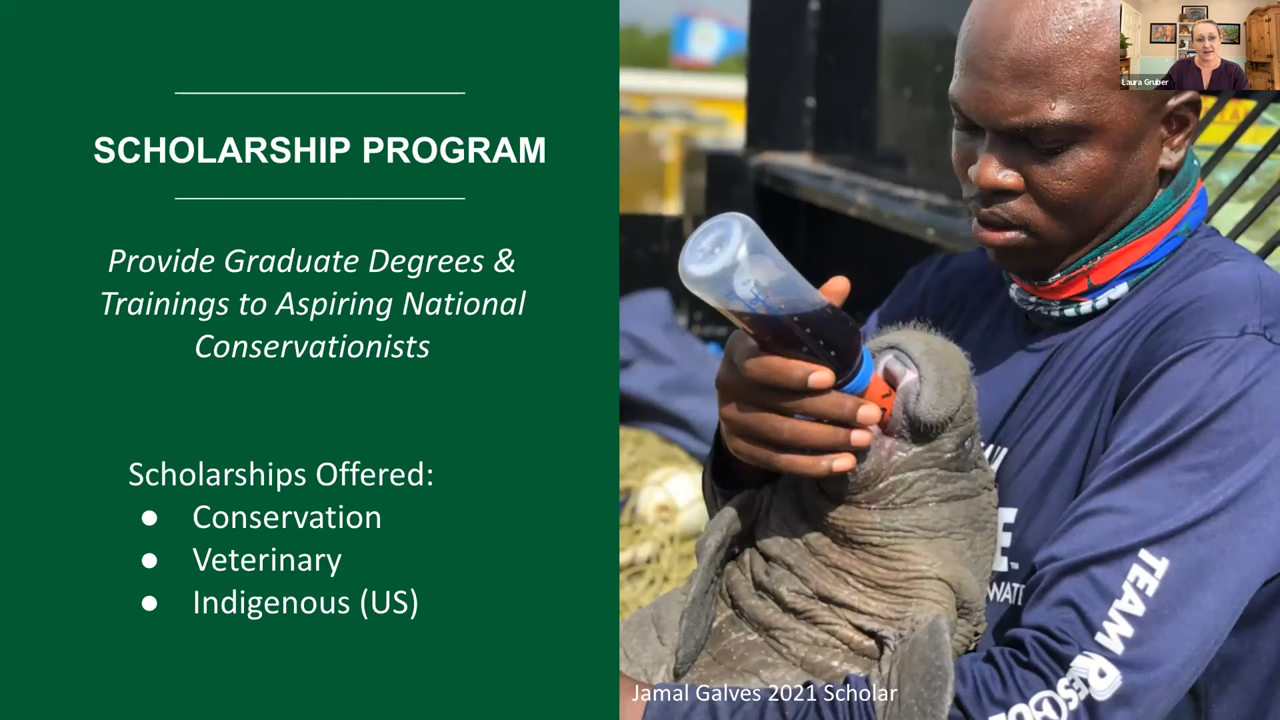 SCHOLARSHIP PROGRAM
Provide Graduate Degrees &
Trainings to Aspiring National
Conservationists
Scholarships Offered:
● Conservation
● Veterinary
● Indigenous (US)
Laura Gruber
TEAM RESCUE
Jamal Galves 2021 Scholar